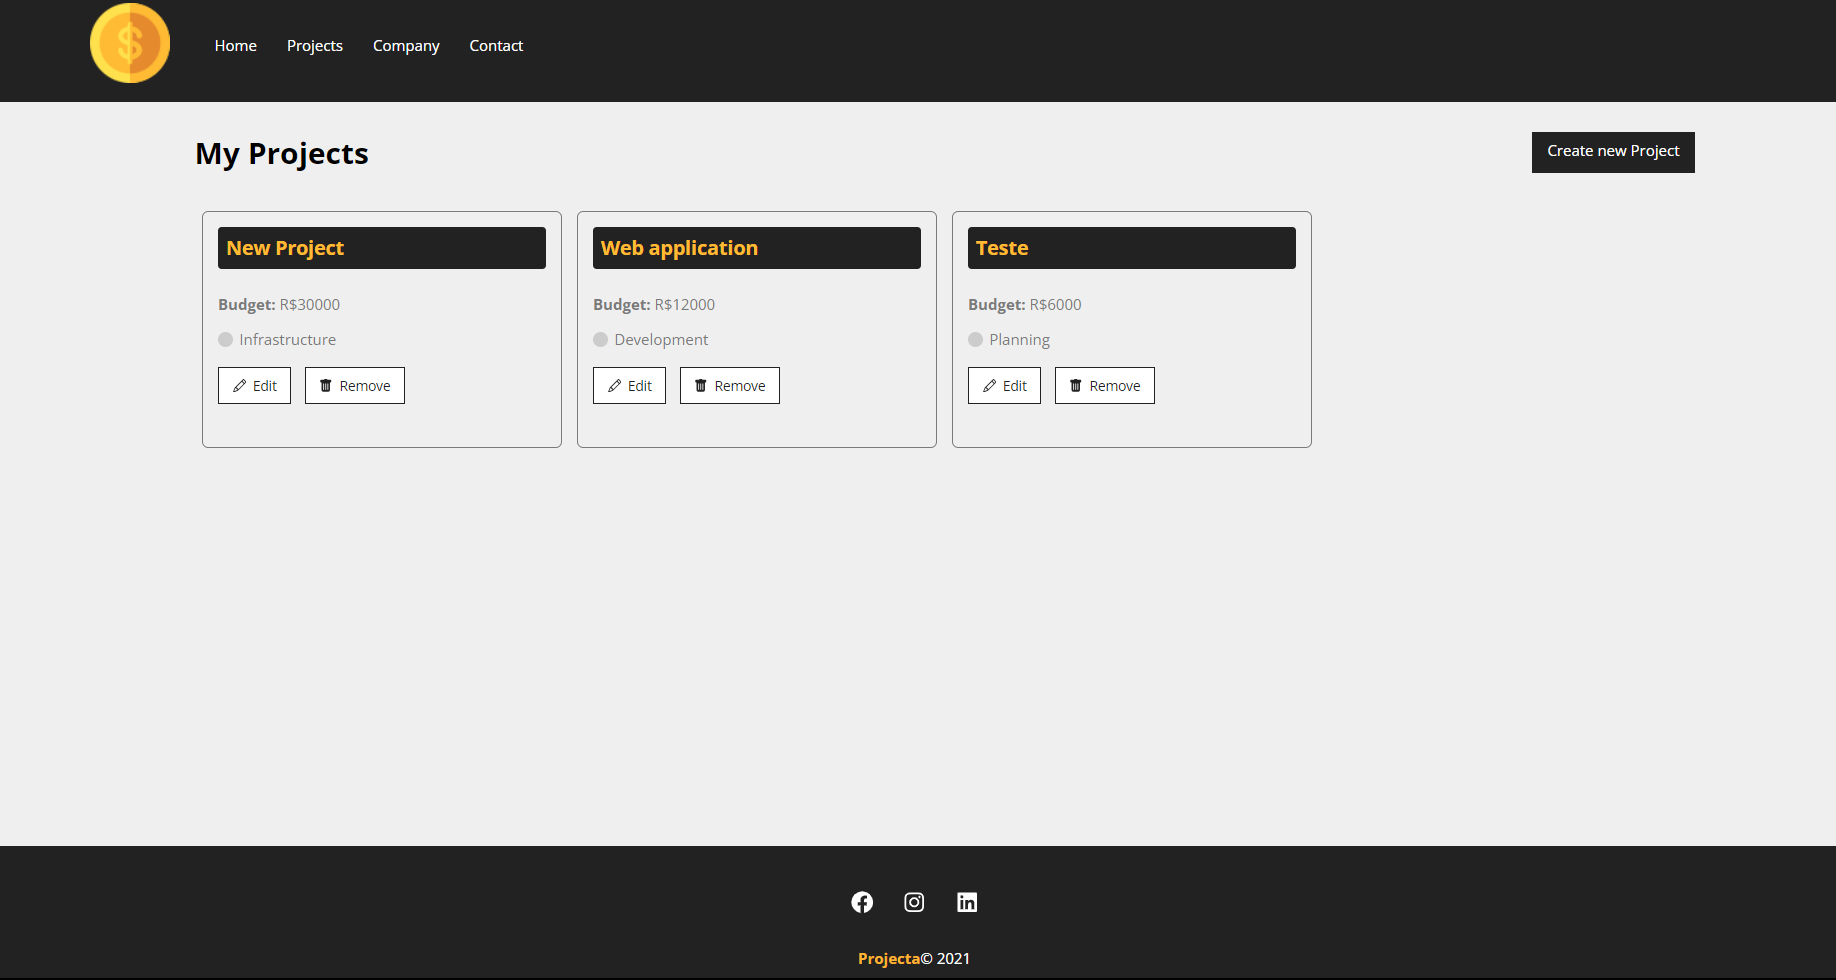 $
Home Projects Company Contact
My Projects
Create new Project
New Project
Budget: R$30000
Infrastructure
Edit Remove
Web application
Budget: R$12000
Development
Edit Remove
Teste
Budget: R$6000
Planning
Edit Remove
Projecta© 2021